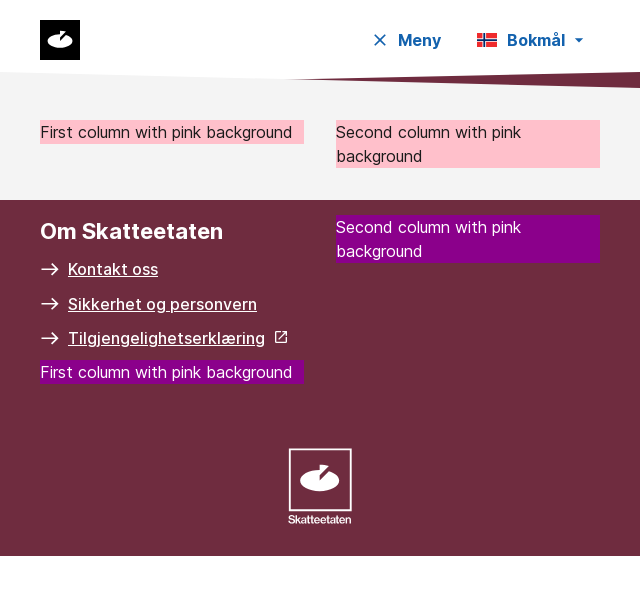 Meny
Bokmål
First column with pink background
Second column with pink
background
Om Skatteetaten
Kontakt oss
Sikkerhet og personvern
Tilgjengelighetserklæring
First column with pink background
Second column with pink
background
Skatteetaten